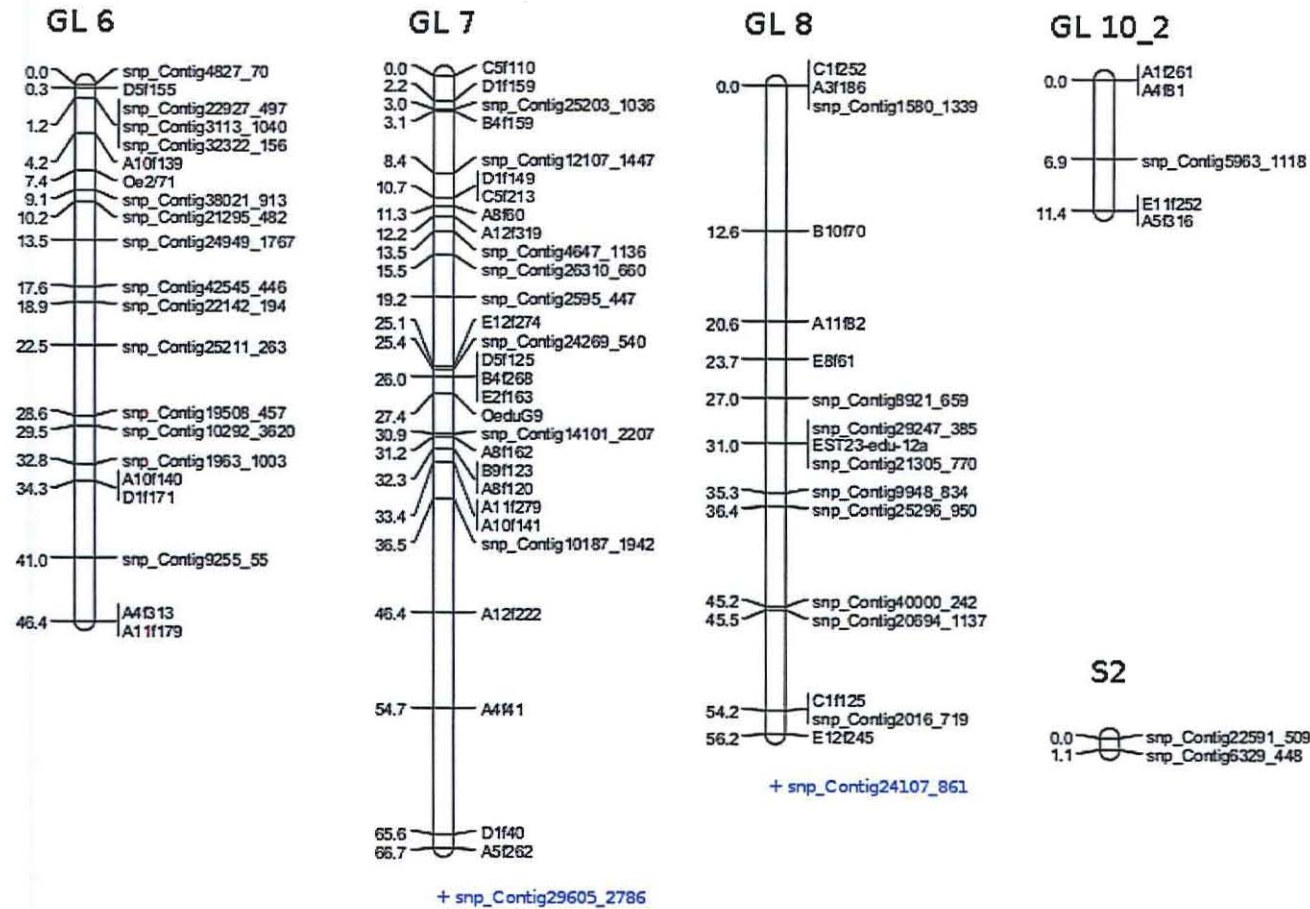 GL 6
0.0 snp_Contig4827_70
0.3 D5f155
1.2 snp_Contig22927_497
snp_Contig3113_1040
snp_Contig32322_156
4.2 A10f139
7.4 Oe2/71
9.1 snp_Contig38021_913
10.2 snp_Contig21295_482
13.5 snp_Contig24949_1767
17.6 snp_Contig42545_446
18.9 snp_Contig22142_194
22.5 snp_Contig25211_263
28.6 snp_Contig19508_457
29.5 snp_Contig10292_3620
32.8 snp_Contig1963_1003
34.3 A10f140
D1f171
41.0 snp_Contig9255_55
46.4 A4f313
A11f179
GL 7
0.0 C5f110
2.2 D1f159
3.0 snp_Contig25203_1036
3.1 B4f159
8.4 snp_Contig12107_1447
10.7 D1f149
C5f213
11.3 A8f60
12.2 A12f319
13.5 snp_Contig4647_1136
15.5 snp_Contig26310_660
19.2 snp_Contig2595_447
25.1 E12f274
25.4 snp_Contig24269_540
26.0 D5f125
B4f268
E2f163
27.4 OeduG9
30.9 snp_Contig14101_2207
31.2 A8f162
32.3 B9f123
A8f120
33.4 A11f279
A10f141
36.5 snp_Contig10187_1942
46.4 A12f222
54.7 A4f41
65.6 D1f40
66.7 A5f262
+ snp_Contig29605_2786
GL 8
0.0 C1f252
A3f186
snp_Contig1580_1339
12.6 B10f70
20.6 A11f82
23.7 E8f61
27.0 snp_Contig8921_659
31.0 snp_Contig29247_385
EST23-edu-12a
snp_Contig21305_770
35.3 snp_Contig9948_834
36.4 snp_Contig25296_950
45.2 snp_Contig40000_242
45.5 snp_Contig20694_1137
54.2 C1f125
snp_Contig2016_719
56.2 E12f245
+ snp_Contig24107_861
GL 10_2
0.0 A1f261
A4f81
6.9 snp_Contig5963_1118
11.4 E11f252
A5f316
S2
0.0 snp_Contig22591_509
1.1 snp_Contig6329_448